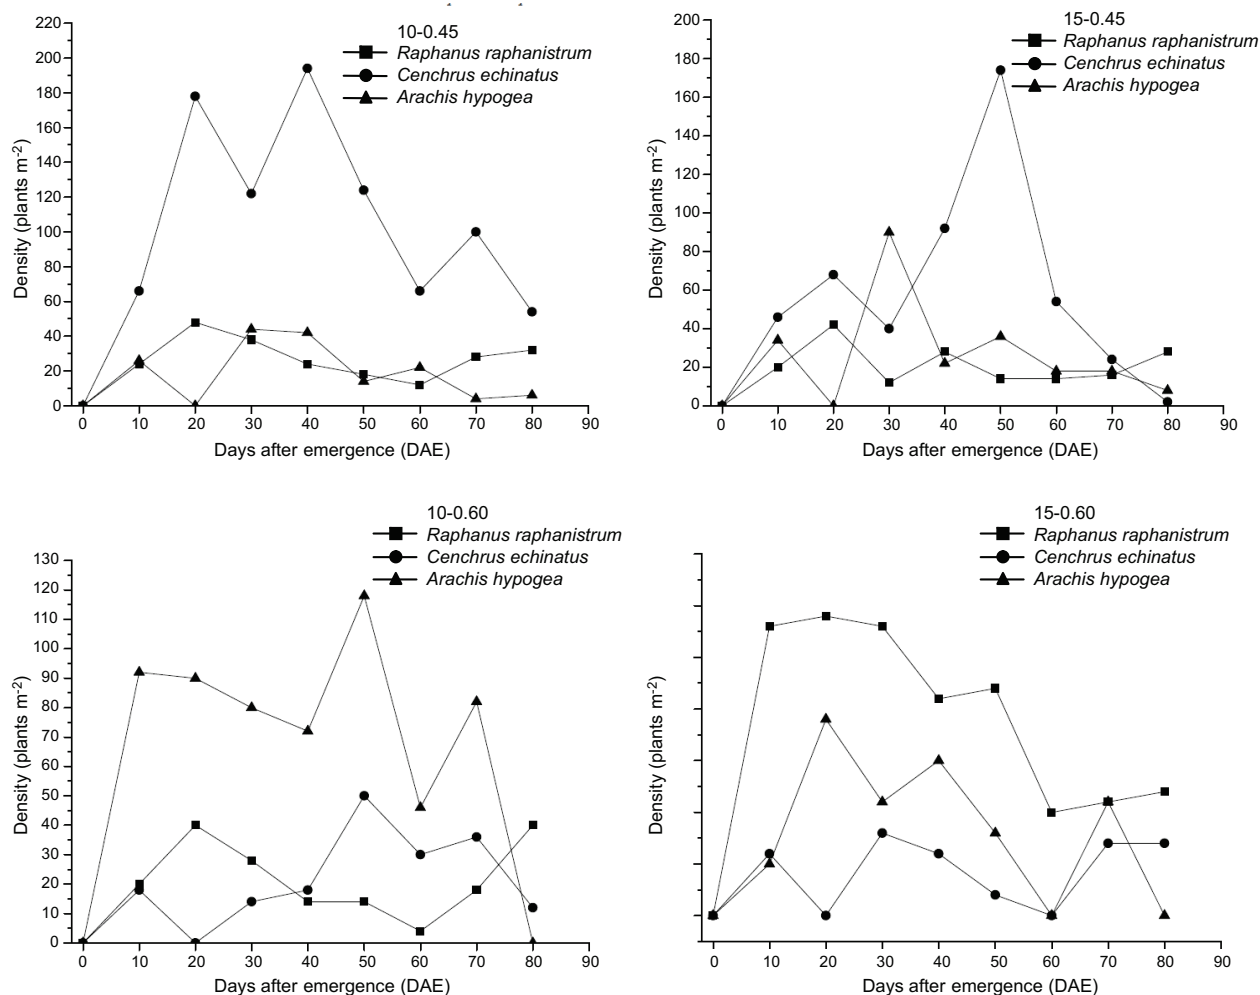 10-0.45
Raphanus raphanistrum
Cenchrus echinatus
Arachis hypogea
220
200
180
160
140
120
100
80
60
40
20
0
Density (plants m-2)
0 10 20 30 40 50 60 70 80 90
Days after emergence (DAE)
15-0.45
Raphanus raphanistrum
Cenchrus echinatus
Arachis hypogea
200
180
160
140
120
100
80
60
40
20
0
Density (plants m-2)
0 10 20 30 40 50 60 70 80 90
Days after emergence (DAE)
10-0.60
Raphanus raphanistrum
Cenchrus echinatus
Arachis hypogea
130
120
110
100
90
80
70
60
50
40
30
20
10
0
Density (plants m-2)
0 10 20 30 40 50 60 70 80 90
Days after emergence (DAE)
15-0.60
Raphanus raphanistrum
Cenchrus echinatus
Arachis hypogea
Density (plants m-2)
0 10 20 30 40 50 60 70 80 90
Days after emergence (DAE)